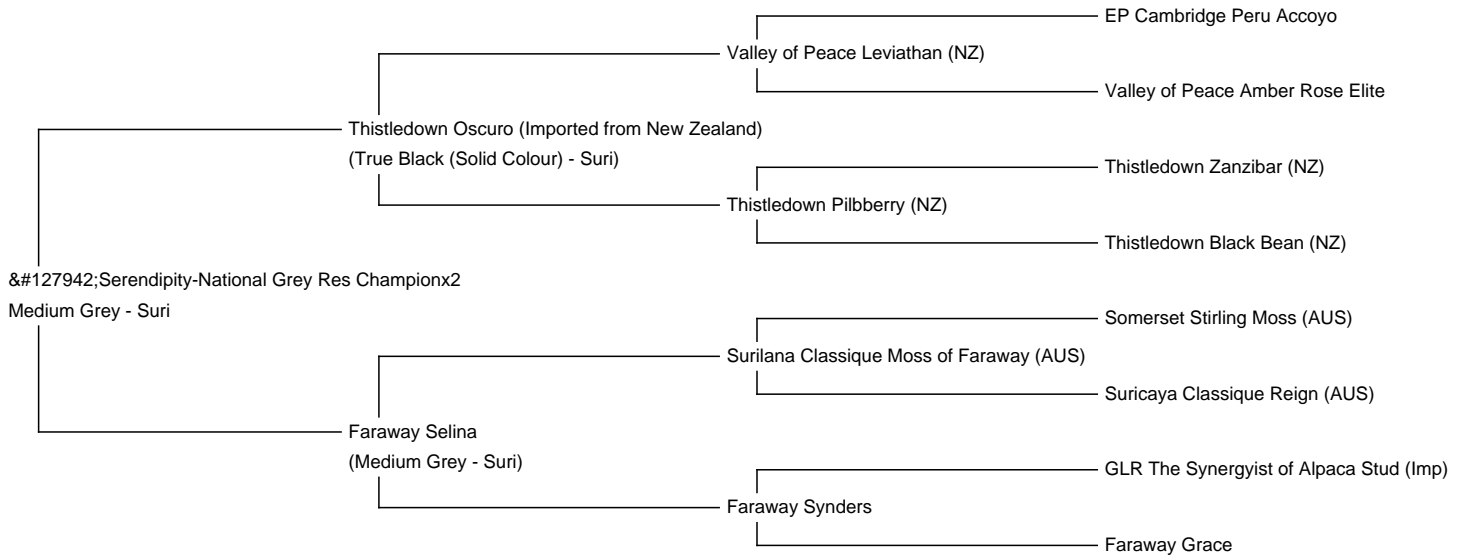 EP Cambridge Peru Accoyo
Valley of Peace Leviathan (NZ)
Valley of Peace Amber Rose Elite
Thistledown Oscuro (Imported from New Zealand)
(True Black (Solid Colour) - Suri)
Thistledown Zanzibar (NZ)
Thistledown Pilbberry (NZ)
Thistledown Black Bean (NZ)
&#127942;Serendipity-National Grey Res Championx2
Medium Grey - Suri
Somerset Stirling Moss (AUS)
Surilana Classique Moss of Faraway (AUS)
Suricaya Classique Reign (AUS)
Faraway Selina
(Medium Grey - Suri)
GLR The Synergyist of Alpaca Stud (Imp)
Faraway Synders
Faraway Grace